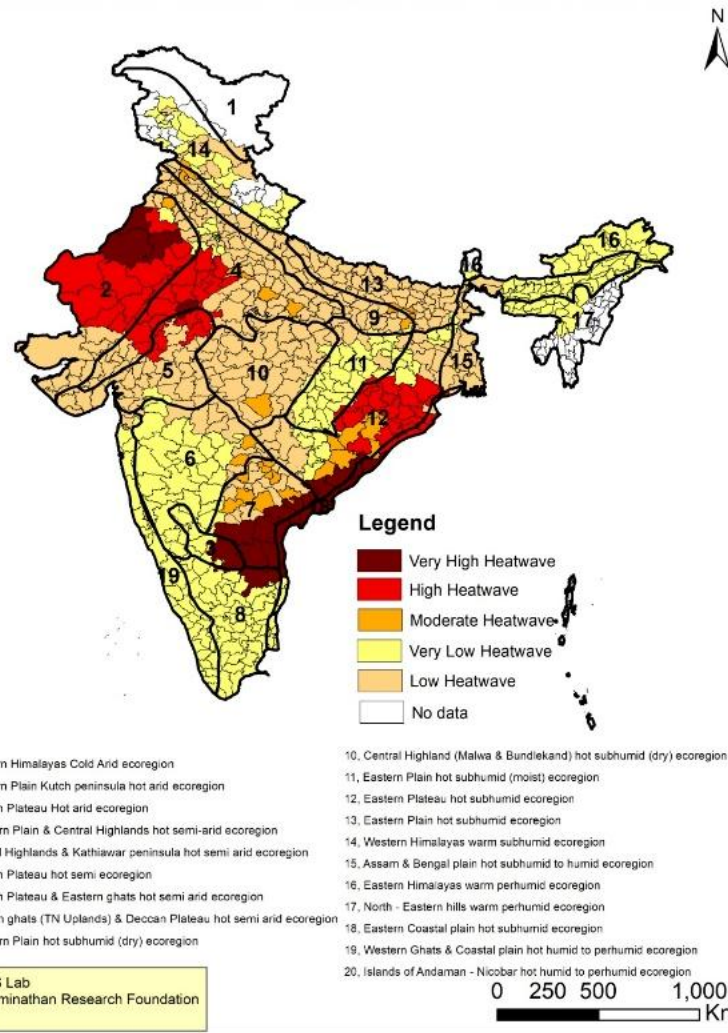 N
1
14
16
16
2
4
13
9
11
15
5
10
12
6
7
3
19
8
Legend
Very High Heatwave
High Heatwave
Moderate Heatwave
Very Low Heatwave
Low Heatwave
No data
n Himalayas Cold Arid ecoregion
n Plain Kutch peninsula hot arid ecoregion
n Plateau Hot arid ecoregion
rn Plain & Central Highlands hot semi-arid ecoregion
l Highlands & Kathiawar peninsula hot semi arid ecoregion
n Plateau hot semi ecoregion
n Plateau & Eastern ghats hot semi arid ecoregion
n ghats (TN Uplands) & Deccan Plateau hot semi arid ecoregion
rn Plain hot subhumid (dry) ecoregion
10, Central Highland (Malwa & Bundlekand) hot subhumid (dry) ecoregion
11, Eastern Plain hot subhumid (moist) ecoregion
12, Eastern Plateau hot subhumid ecoregion
13, Eastern Plain hot subhumid ecoregion
14, Western Himalayas warm subhumid ecoregion
15, Assam & Bengal plain hot subhumid to humid ecoregion
16, Eastern Himalayas warm perhumid ecoregion
17, North - Eastern hills warm perhumid ecoregion
18, Eastern Coastal plain hot subhumid ecoregion
19, Western Ghats & Coastal plain hot humid to perhumid ecoregion
20, Islands of Andaman - Nicobar hot humid to perhumid ecoregion
S Lab
minathan Research Foundation
0 250 500 1,000